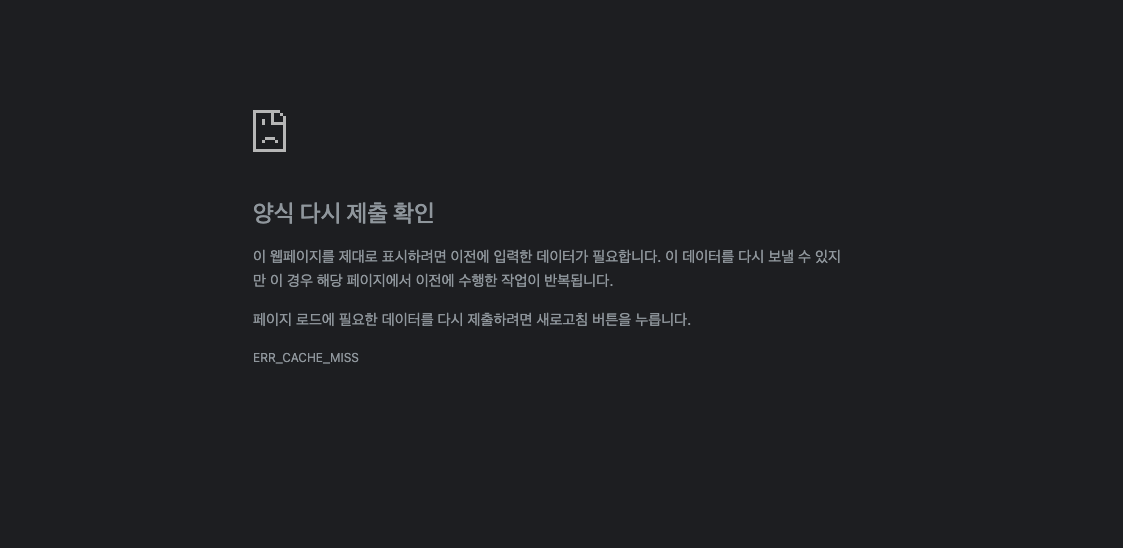 양식 다시 제출 확인
이 웹페이지를 제대로 표시하려면 이전에 입력한 데이터가 필요합니다. 이 데이터를 다시 보낼 수 있지
만 이 경우 해당 페이지에서 이전에 수행한 작업이 반복됩니다.
페이지 로드에 필요한 데이터를 다시 제출하려면 새로고침 버튼을 누릅니다.
ERR_CACHE_MISS